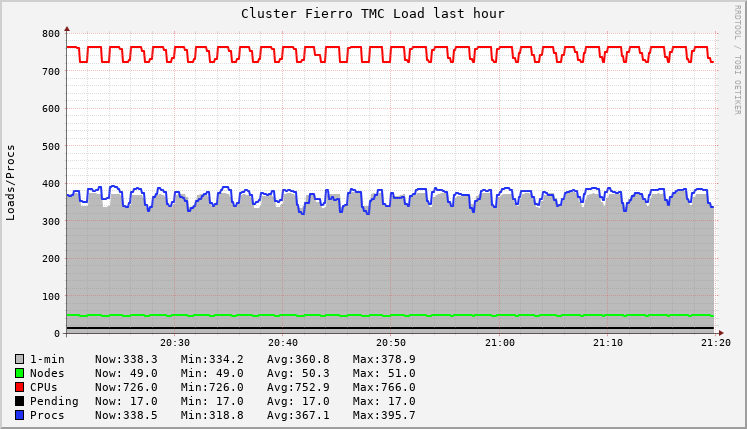 Cluster Fierro TMC Load last hour
RRDTOOL / TOBI OETIKER
Loads/Procs
800
700
600
500
400
300
200
100
0
20:30 20:40 20:50 21:00 21:10 21:20
1-min Now:338.3 Min:334.2 Avg:360.8 Max:378.9
Nodes Now: 49.0 Min: 49.0 Avg: 50.3 Max: 51.0
CPUs Now:726.0 Min:726.0 Avg:752.9 Max:766.0
Pending Now: 17.0 Min: 17.0 Avg: 17.0 Max: 17.0
Procs Now:338.5 Min:318.8 Avg:367.1 Max:395.7